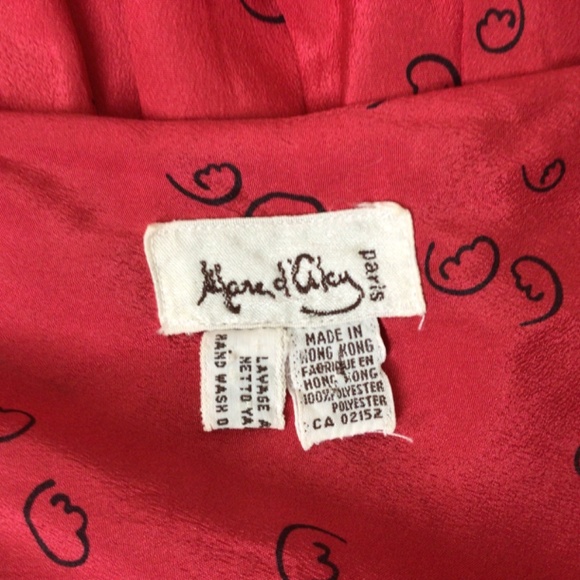 Marc d'Alcy
paris
MADE IN
HONG KONG
FABRIQUE EN
HONG KONG
100% POLYESTER
POLYESTER
CA 02152
LAVAGE A
NETTOYA
HAND WASH O